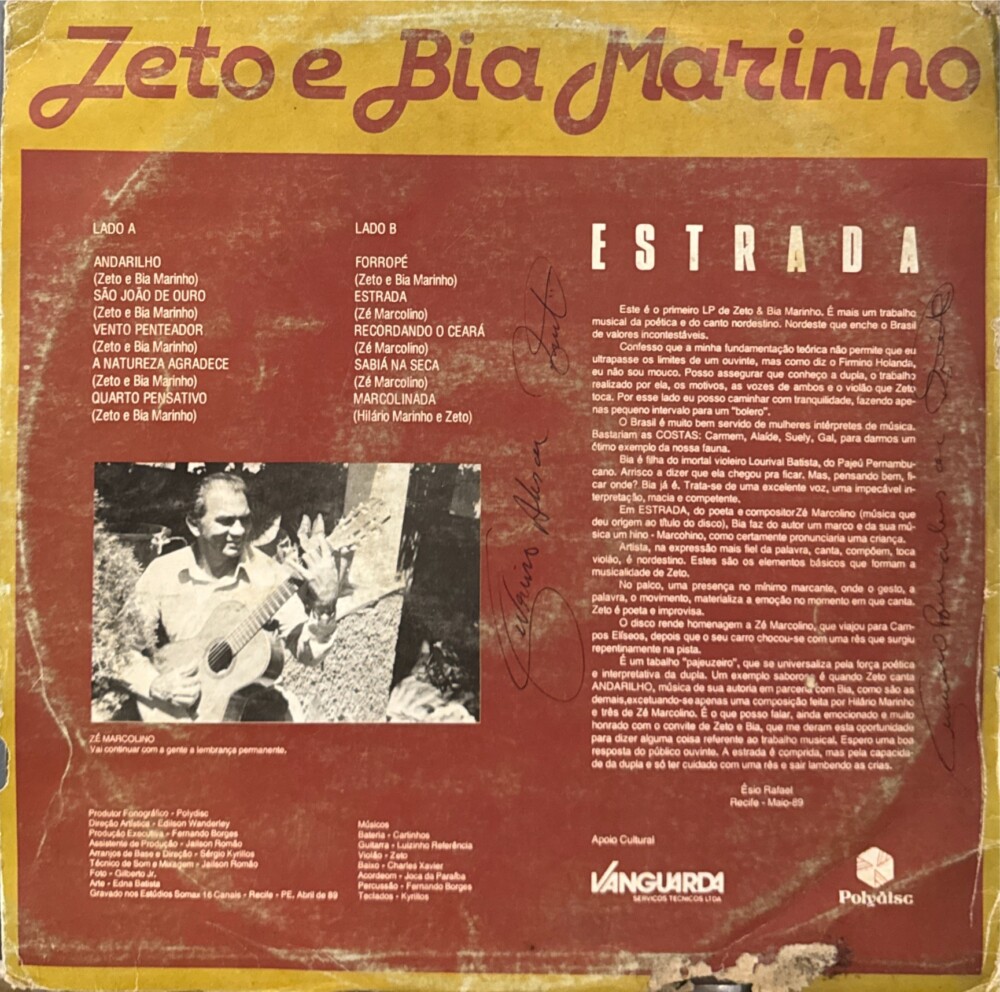 Zeto e Bia Marinho
LADO A
ANDARILHO
(Zeto e Bia Marinho)
SÃO JOÃO DE OURO
(Zeto e Bia Marinho)
VENTO PENTEADOR
(Zeto e Bia Marinho)
A NATUREZA AGRADECE
(Zeto e Bia Marinho)
QUARTO PENSATIVO
(Zeto e Bia Marinho)
LADO B
FORROPÉ
(Zeto e Bia Marinho)
ESTRADA
(Zé Marcolino)
RECORDANDO O CEARÁ
(Zé Marcolino)
SABIÁ NA SECA
(Zé Marcolino)
MARCOLINADA
(Hilário Marinho e Zeto)
ZÉ MARCOLINO
Vai continuar com a gente a lembrança permanente.
Produtor Fonográfico - Polydisc
Direção Artística - Edilson Wanderley
Produção Executiva - Fernando Borges
Assistente de Produção - Jailson Romão
Arranjos de Base e Direção - Sérgio Kyrillos
Técnico de Som e Mixagem - Jailson Romão
Foto - Gilberto Jr.
Arte - Edna Batista
Gravado nos Estúdios Somax 16 Canais - Recife - PE, Abril de 89
Músicos
Bateria - Carlinhos
Guitarra - Luizinho Referência
Violão - Zeto
Baixo - Charles Xavier
Acordeom - Joca da Paraíba
Percussão - Fernando Borges
Teclados - Kyrillos
ESTRADA
Este é o primeiro LP de Zeto & Bia Marinho. É mais um trabalho
musical da poética e do canto nordestino. Nordeste que enche o Brasil
de valores incontestáveis.
Confesso que a minha fundamentação teórica não permite que eu
ultrapasse os limites de um ouvinte, mas como diz o Firmino Holanda,
eu não sou mouco. Posso assegurar que conheço a dupla, o trabalho
realizado por ela, os motivos, as vozes de ambos e o violão que Zeto
toca. Por esse lado eu posso caminhar com tranquilidade, fazendo ape-
nas pequeno intervalo para um "bolero".
O Brasil é muito bem servido de mulheres intérpretes de música.
Bastariam as COSTAS: Carmem, Alaíde, Suely, Gal, para darmos um
ótimo exemplo da nossa fauna.
Bia é filha do imortal violeiro Lourival Batista, do Pajeú Pernambu-
cano. Arrisco a dizer que ela chegou pra ficar. Mas, pensando bem, fi-
car onde? Bia já é. Trata-se de uma excelente voz, uma impecável in-
terpretação, macia e competente.
Em ESTRADA, do poeta e compositor Zé Marcolino (música que
deu origem ao título do disco), Bia faz do autor um marco e da sua mú-
sica um hino - Marcohino, como certamente pronunciaria uma criança.
Artista, na expressão mais fiel da palavra, canta, compõem, toca
violão, é nordestino. Estes são os elementos básicos que formam a
musicalidade de Zeto.
No palco, uma presença no mínimo marcante, onde o gesto, a
palavra, o movimento, materializa a emoção no momento em que canta.
Zeto é poeta e improvisa.
O disco rende homenagem a Zé Marcolino, que viajou para Cam-
pos Elíseos, depois que o seu carro chocou-se com uma rês que surgiu
repentinamente na pista.
É um tabalho "pajeuzeiro", que se universaliza pela força poética
e interpretativa da dupla. Um exemplo saboroso é quando Zeto canta
ANDARILHO, música de sua autoria em parceria com Bia, como são as
demais,excetuando-se apenas uma composição feita por Hilário Marinho
e três de Zé Marcolino. É o que posso falar, ainda emocionado e muito
honrado com o convite de Zeto e Bia, que me deram esta oportunidade
para dizer alguma coisa referente ao trabalho musical. Espero uma boa
resposta do público ouvinte. A estrada é comprida, mas pela capacida-
de da dupla e só ter cuidado com uma rês e sair lambendo as crias.
Ésio Rafael
Recife - Maio-89
Apoio Cultural
VANGUARDA
SERVIÇOS TÉCNICOS LTDA
Polydisc